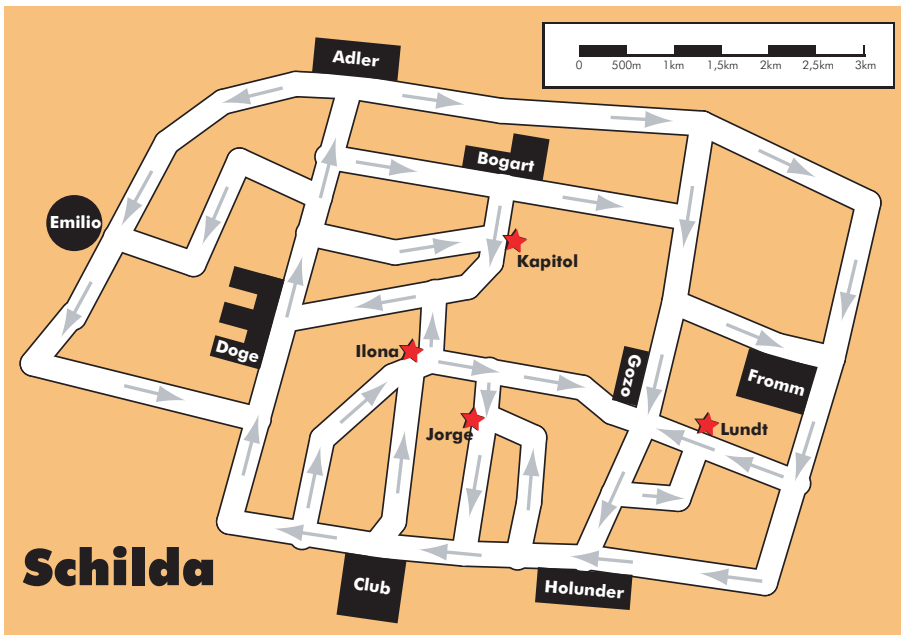 Adler
0 500m 1km 1,5km 2km 2,5km 3km
Bogart
Emilio
Kapitol
Doge
Ilona
Gozo
Fromm
Jorge
Lundt
Schilda
Club
Holunder